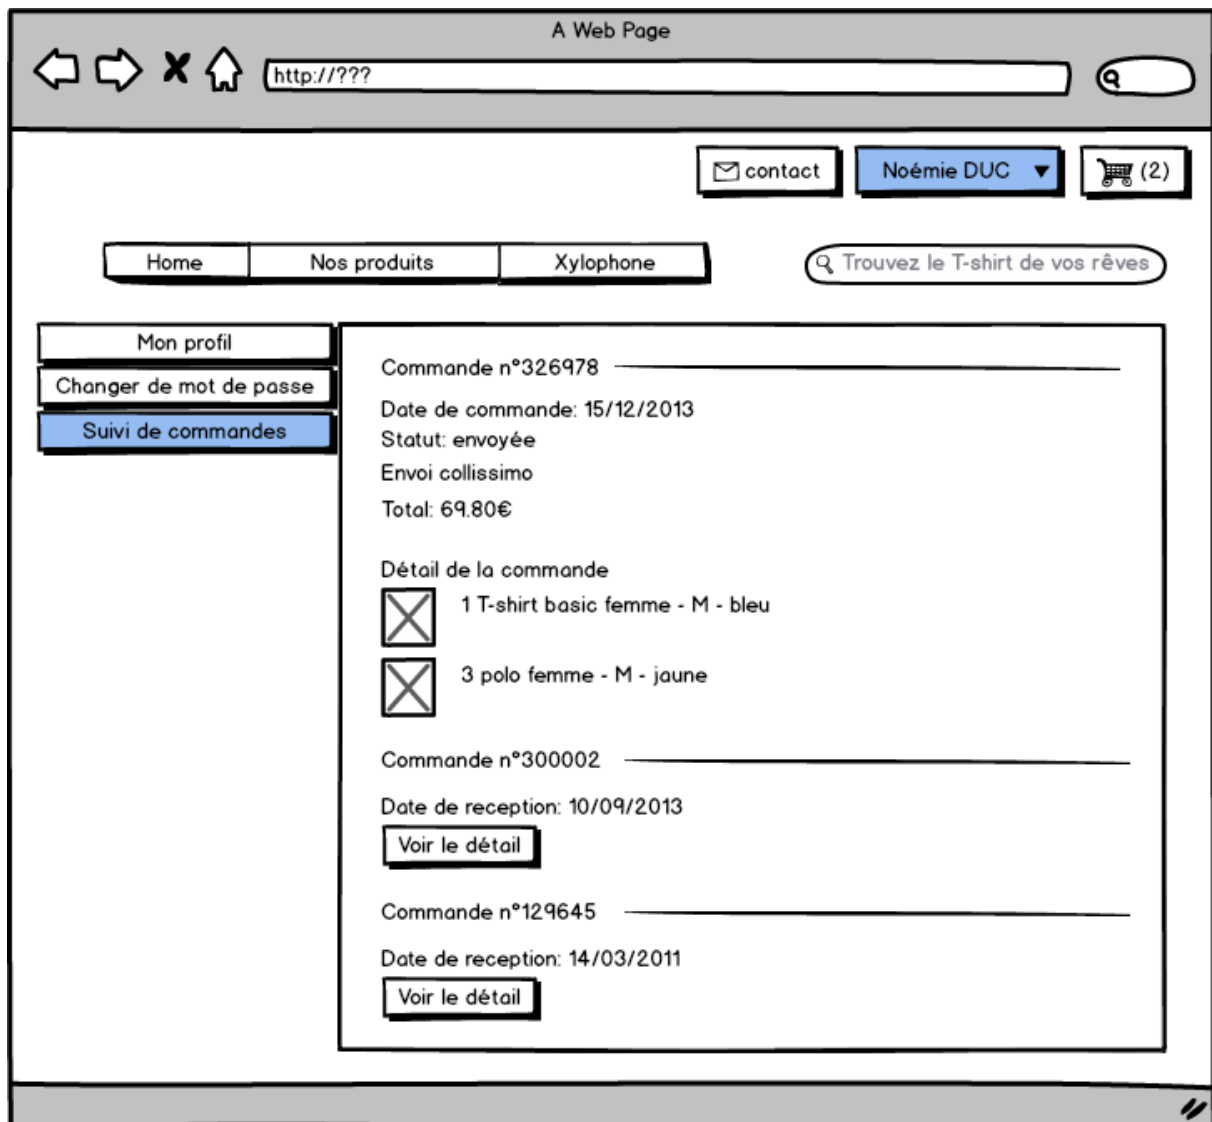 A Web Page
http://???
contact
Noémie DUC
(2)
Home
Nos produits
Xylophone
Trouvez le T-shirt de vos rêves
Mon profil
Changer de mot de passe
Suivi de commandes
Commande n°326978
Date de commande: 15/12/2013
Statut: envoyée
Envoi collissimo
Total: 69.80€
Détail de la commande
1 T-shirt basic femme - M - bleu
3 polo femme - M - jaune
Commande n°300002
Date de reception: 10/09/2013
Voir le détail
Commande n°129645
Date de reception: 14/03/2011
Voir le détail